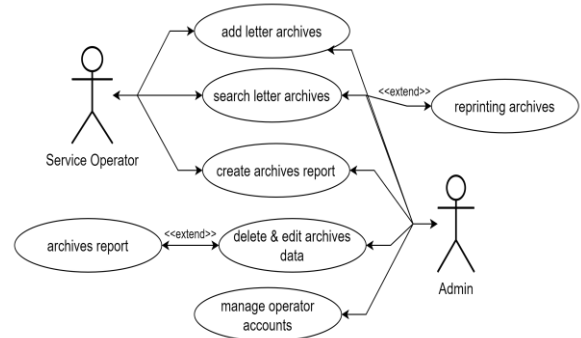 add letter archives
search letter archives
<<extend>>
reprinting archives
Service Operator
create archives report
archives report
<<extend>>
delete & edit archives
data
Admin
manage operator
accounts